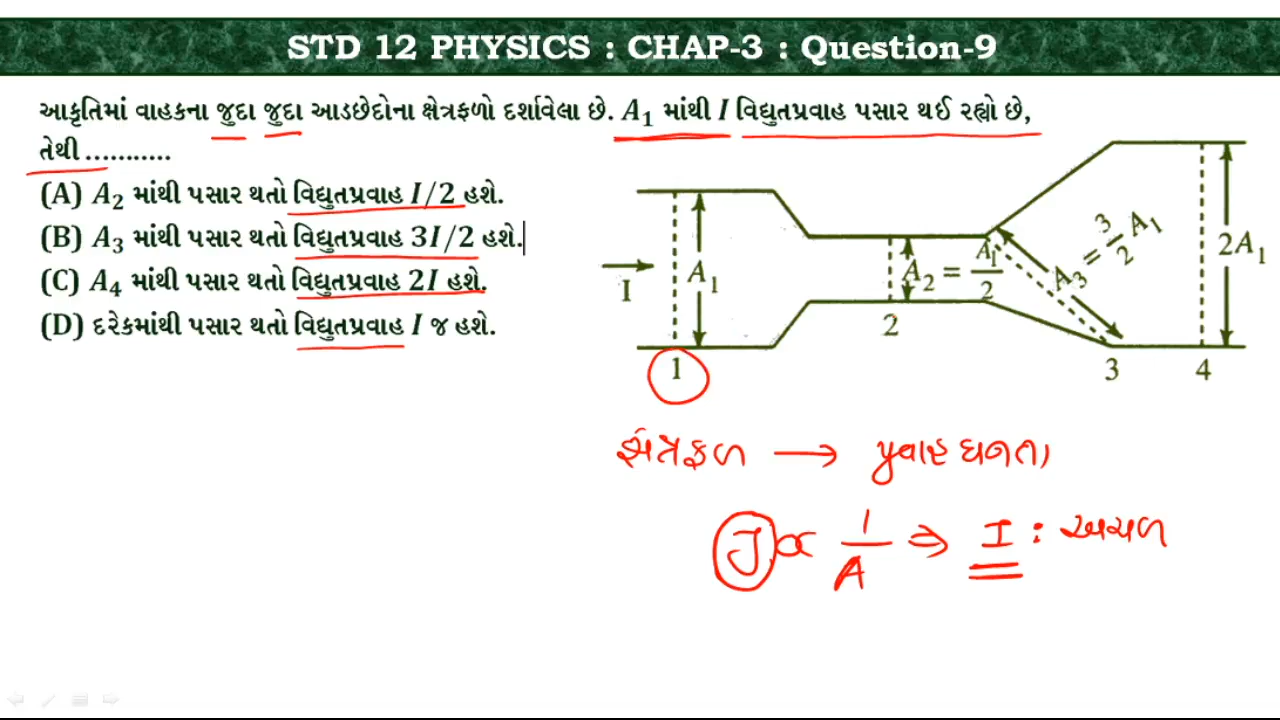 STD 12 PHYSICS : CHAP-3 : Question-9
આકૃતિમાં વાહકના જુદા જુદા આડછેદોના ક્ષેત્રફળો દર્શાવેલા છે. A₁ માંથી I વિદ્યુતપ્રવાહ પસાર થઈ રહ્યો છે,
તેથી ...........
(A) A₂ માંથી પસાર થતો વિદ્યુતપ્રવાહ I/2 હશે.
(B) A₃ માંથી પસાર થતો વિદ્યુતપ્રવાહ 3I/2 હશે.
(C) A₄ માંથી પસાર થતો વિદ્યુતપ્રવાહ 2I હશે.
(D) દરેકમાંથી પસાર થતો વિદ્યુતપ્રવાહ I જ હશે.
I
A₁
A₂ = A₁/2
A₃ = 3/2 A₁
2A₁
1
2
3
4
ક્ષેત્રફળ → પ્રવાહ ઘનતા
J ∝ 1/A ⇒ I : અચળ